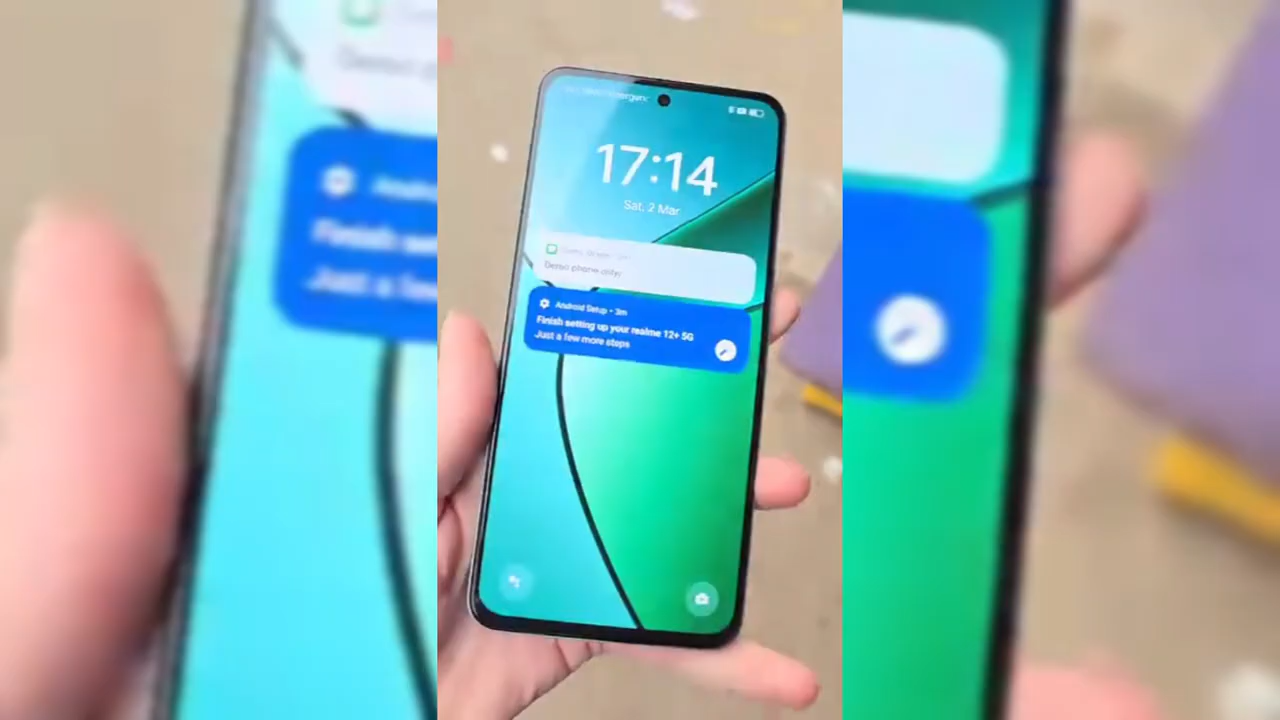 17:14
Sat, 2 Mar
Demo phone only
Android Setup • 3m
Finish setting up your realme 12+ 5G
Just a few more steps